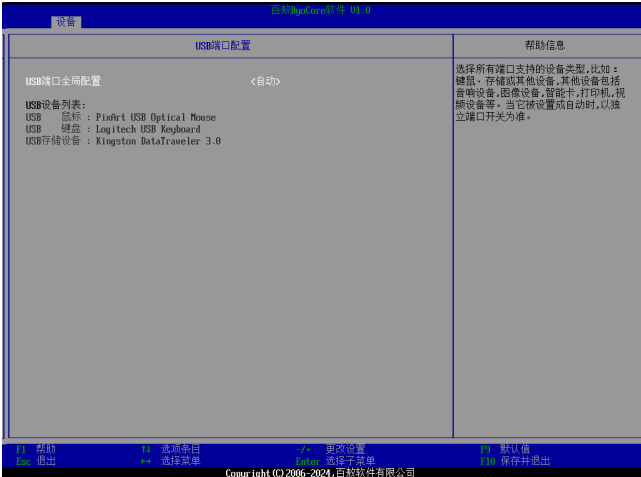 百敖ByoCore软件 V1.0
设备
USB端口配置
帮助信息
USB端口全局配置 <自动>
USB设备列表:
USB 鼠标 : PixArt USB Optical Mouse
USB 键盘 : Logitech USB Keyboard
USB存储设备 : Kingston DataTraveler 3.0
选择所有端口支持的设备类型,比如:
键鼠、存储或其他设备,其他设备包括
音响设备,图像设备,智能卡,打印机,视
频设备等。当它被设置成自动时,以独
立端口开关为准。
F1 帮助 ↑↓ 选项条目 -/+ 更改设置 F9 默认值
Esc 退出 ↔ 选择菜单 Enter 选择子菜单 F10 保存并退出
Copyright(C)2006-2024,百敖软件有限公司